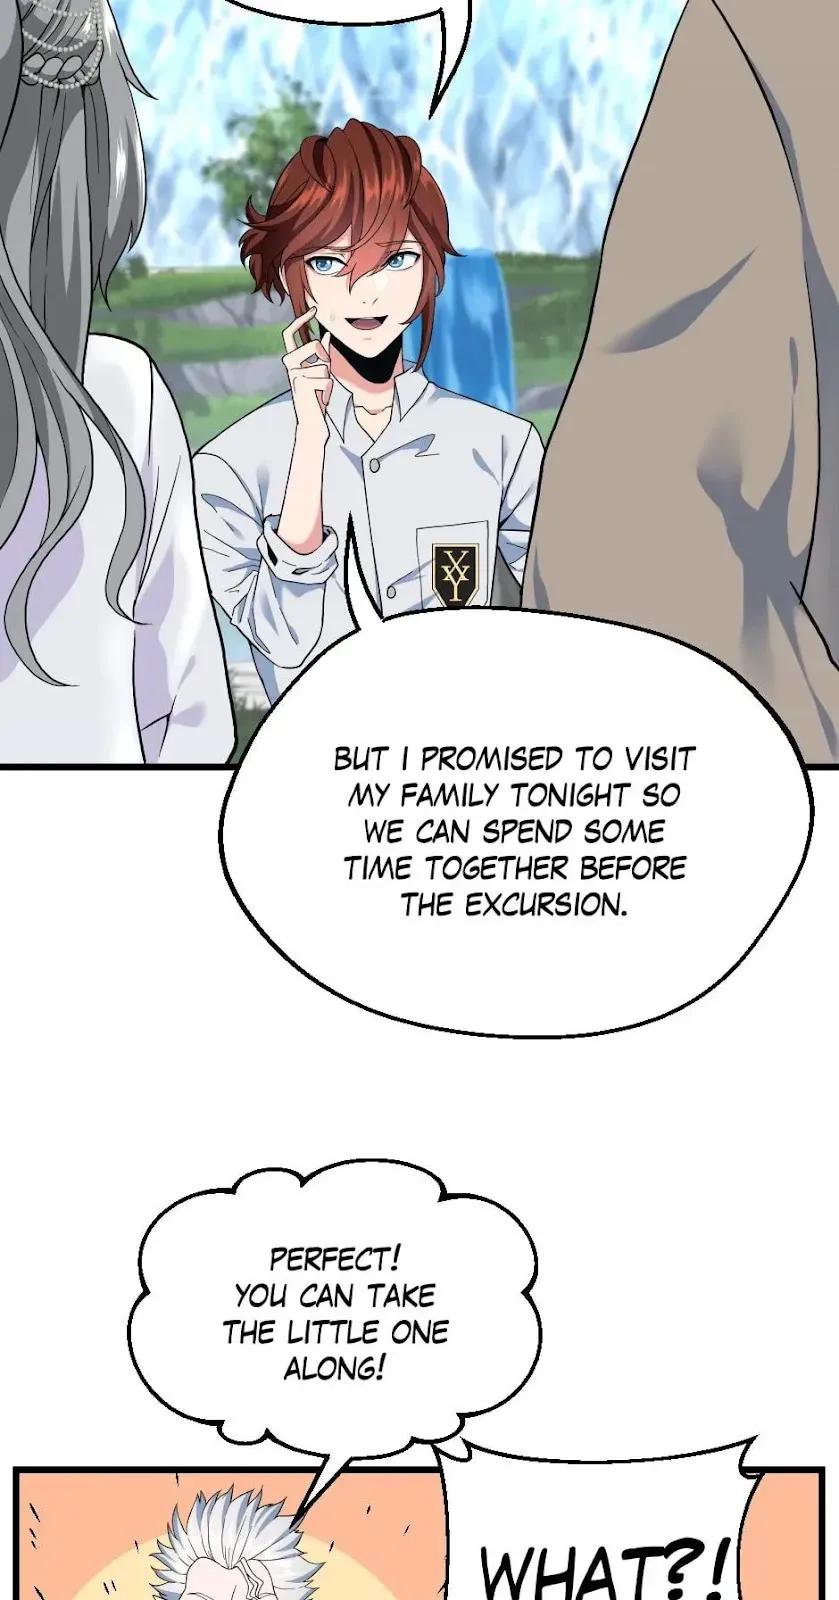 BUT I PROMISED TO VISIT
MY FAMILY TONIGHT SO
WE CAN SPEND SOME
TIME TOGETHER BEFORE
THE EXCURSION.
PERFECT!
YOU CAN TAKE
THE LITTLE ONE
ALONG!
WHAT?!